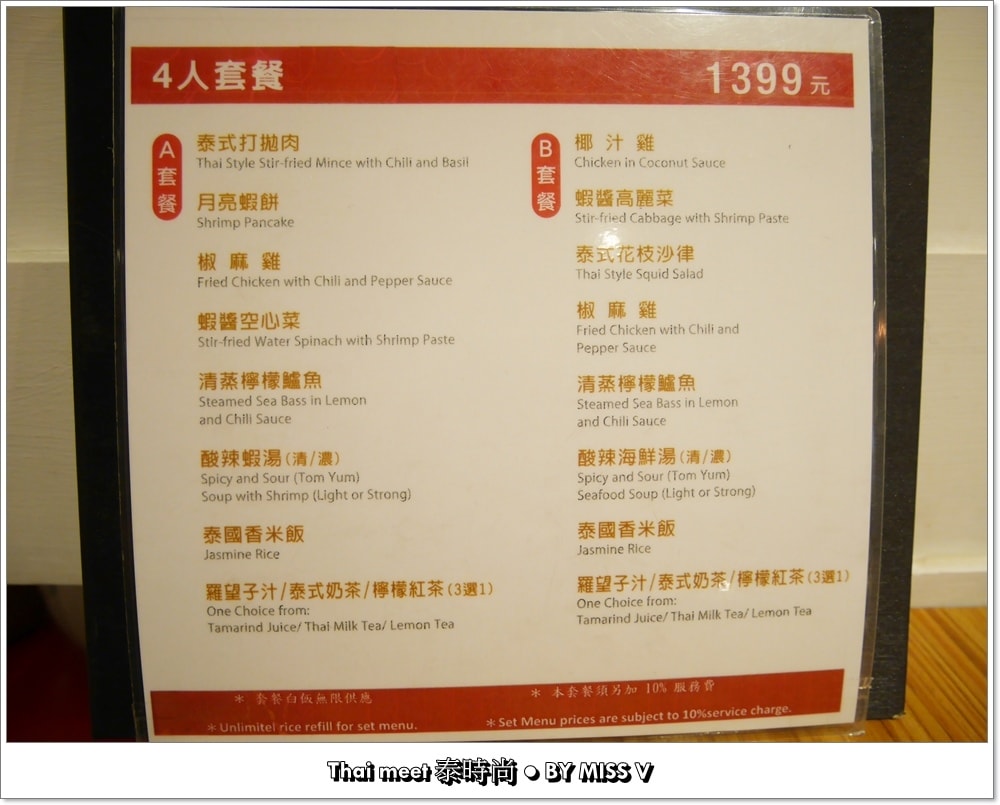 4人套餐
1399元
A套餐
泰式打拋肉
Thai Style Stir-fried Mince with Chili and Basil
月亮蝦餅
Shrimp Pancake
椒麻雞
Fried Chicken with Chili and Pepper Sauce
蝦醬空心菜
Stir-fried Water Spinach with Shrimp Paste
清蒸檸檬鱸魚
Steamed Sea Bass in Lemon
and Chili Sauce
酸辣蝦湯(清/濃)
Spicy and Sour (Tom Yum)
Soup with Shrimp (Light or Strong)
泰國香米飯
Jasmine Rice
羅望子汁/泰式奶茶/檸檬紅茶(3選1)
One Choice from:
Tamarind Juice/ Thai Milk Tea/ Lemon Tea
B套餐
椰汁雞
Chicken in Coconut Sauce
蝦醬高麗菜
Stir-fried Cabbage with Shrimp Paste
泰式花枝沙律
Thai Style Squid Salad
椒麻雞
Fried Chicken with Chili and
Pepper Sauce
清蒸檸檬鱸魚
Steamed Sea Bass in Lemon
and Chili Sauce
酸辣海鮮湯(清/濃)
Spicy and Sour (Tom Yum)
Seafood Soup (Light or Strong)
泰國香米飯
Jasmine Rice
羅望子汁/泰式奶茶/檸檬紅茶(3選1)
One Choice from:
Tamarind Juice/ Thai Milk Tea/ Lemon Tea
* 套餐白飯無限供應
*Unlimitel rice refill for set menu.
* 本套餐須另加 10% 服務費
*Set Menu prices are subject to 10%service charge.
Thai meet 泰時尚 ● BY MISS V